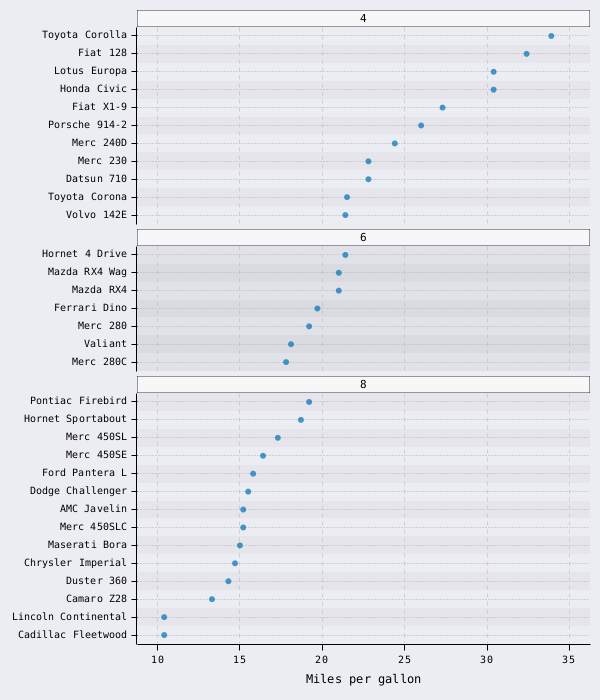 4
Toyota Corolla
Fiat 128
Lotus Europa
Honda Civic
Fiat X1-9
Porsche 914-2
Merc 240D
Merc 230
Datsun 710
Toyota Corona
Volvo 142E
6
Hornet 4 Drive
Mazda RX4 Wag
Mazda RX4
Ferrari Dino
Merc 280
Valiant
Merc 280C
8
Pontiac Firebird
Hornet Sportabout
Merc 450SL
Merc 450SE
Ford Pantera L
Dodge Challenger
AMC Javelin
Merc 450SLC
Maserati Bora
Chrysler Imperial
Duster 360
Camaro Z28
Lincoln Continental
Cadillac Fleetwood
10 15 20 25 30 35
Miles per gallon